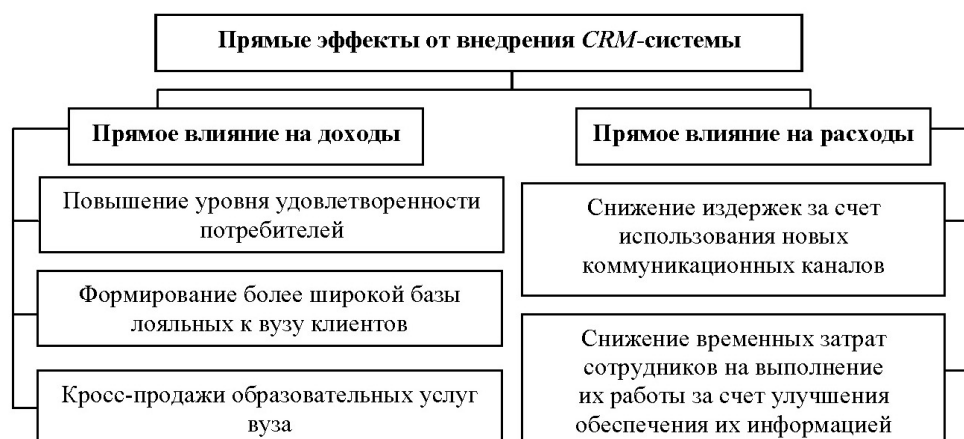 Прямые эффекты от внедрения CRM-системы
Прямое влияние на доходы
Повышение уровня удовлетворенности
потребителей
Формирование более широкой базы
лояльных к вузу клиентов
Кросс-продажи образовательных услуг
вуза
Прямое влияние на расходы
Снижение издержек за счет
использования новых
коммуникационных каналов
Снижение временных затрат
сотрудников на выполнение
их работы за счет улучшения
обеспечения их информацией